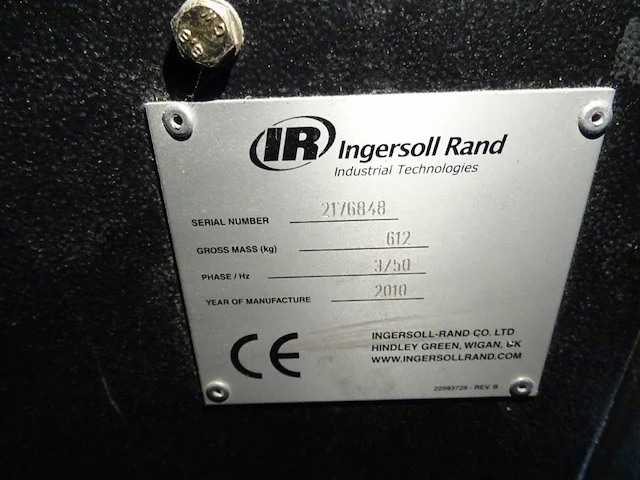 IR Ingersoll Rand
Industrial Technologies
SERIAL NUMBER 2176848
GROSS MASS (kg) 612
PHASE / Hz 3/50
YEAR OF MANUFACTURE 2010
CE
INGERSOLL-RAND CO. LTD
HINDLEY GREEN, WIGAN, UK
WWW.INGERSOLLRAND.COM
22993729 - REV. B